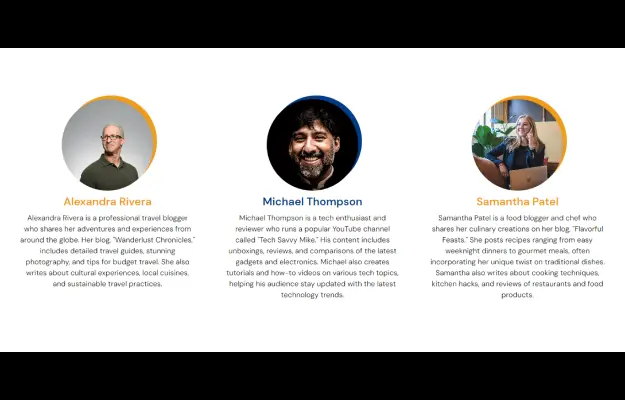 Alexandra Rivera
Alexandra Rivera is a professional travel blogger
who shares her adventures and experiences from
around the globe. Her blog, "Wanderlust Chronicles,"
includes detailed travel guides, stunning
photography, and tips for budget travel. She also
writes about cultural experiences, local cuisines,
and sustainable travel practices.
Michael Thompson
Michael Thompson is a tech enthusiast and
reviewer who runs a popular YouTube channel
called "Tech Savvy Mike." His content includes
unboxings, reviews, and comparisons of the latest
gadgets and electronics. Michael also creates
tutorials and how-to videos on various tech topics,
helping his audience stay updated with the latest
technology trends.
Samantha Patel
Samantha Patel is a food blogger and chef who
shares her culinary creations on her blog, "Flavorful
Feasts." She posts recipes ranging from easy
weeknight dinners to gourmet meals, often
incorporating her unique twist on traditional dishes.
Samantha also writes about cooking techniques,
kitchen hacks, and reviews of restaurants and food
products.